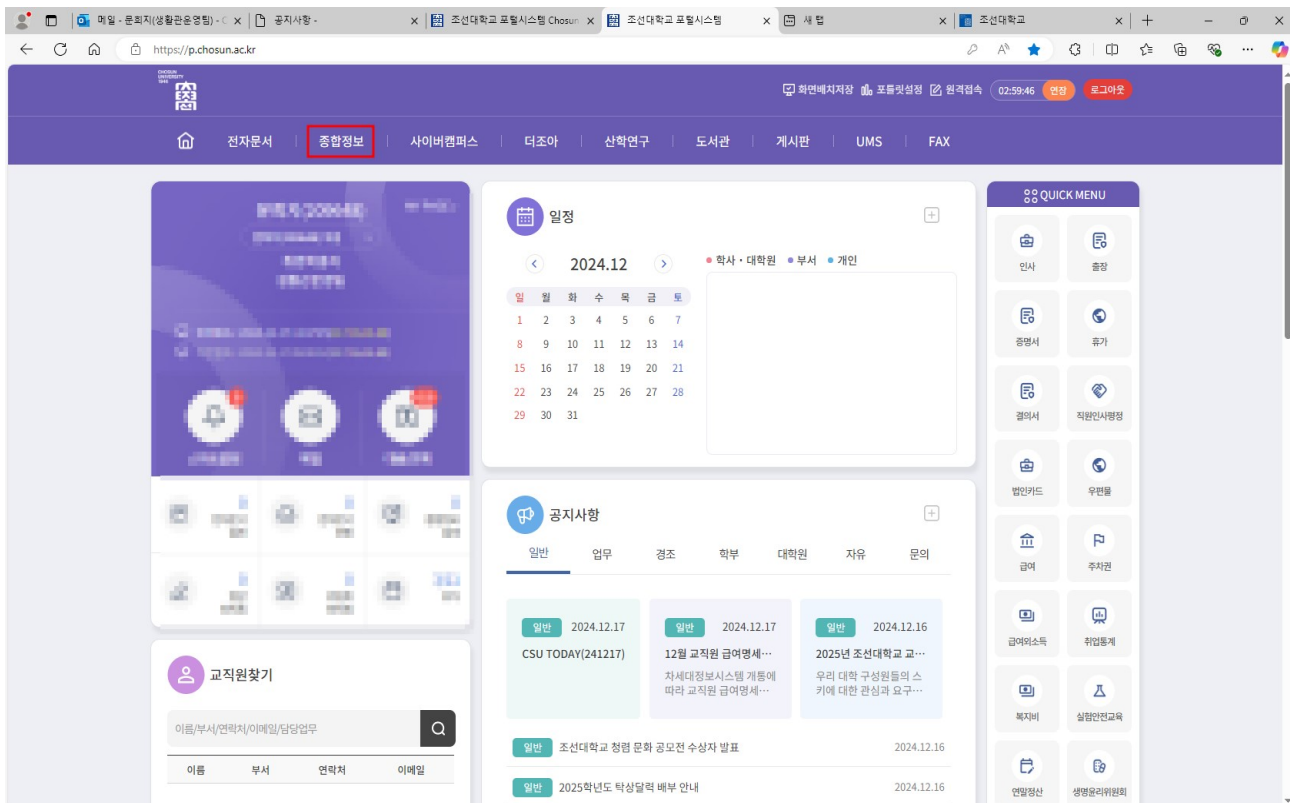 메일 - 문희지(생활관운영팀) - 공지사항 - 조선대학교 포털시스템 Chosun 조선대학교 포털시스템 새 탭 조선대학교
https://p.chosun.ac.kr
CHOSUN UNIVERSITY 1946
화면배치저장 포틀릿설정 원격접속 02:59:46 연장 로그아웃
전자문서 종합정보 사이버캠퍼스 더조아 산학연구 도서관 게시판 UMS FAX
일정
2024.12
학사・대학원 부서 개인
일 월 화 수 목 금 토
1 2 3 4 5 6 7
8 9 10 11 12 13 14
15 16 17 18 19 20 21
22 23 24 25 26 27 28
29 30 31
공지사항
일반 업무 경조 학부 대학원 자유 문의
일반 2024.12.17
CSU TODAY(241217)
일반 2024.12.17
12월 교직원 급여명세…
차세대정보시스템 개통에
따라 교직원 급여명세…
일반 2024.12.16
2025년 조선대학교 교…
우리 대학 구성원들의 스
키에 대한 관심과 요구…
일반 조선대학교 청렴 문화 공모전 수상자 발표 2024.12.16
일반 2025학년도 탁상달력 배부 안내 2024.12.16
교직원찾기
이름/부서/연락처/이메일/담당업무
이름 부서 연락처 이메일
QUICK MENU
인사 출장
증명서 휴가
결의서 직원인사평정
법인카드 우편물
급여 주차권
급여외소득 취업통계
복지비 실험안전교육
연말정산 생명윤리위원회